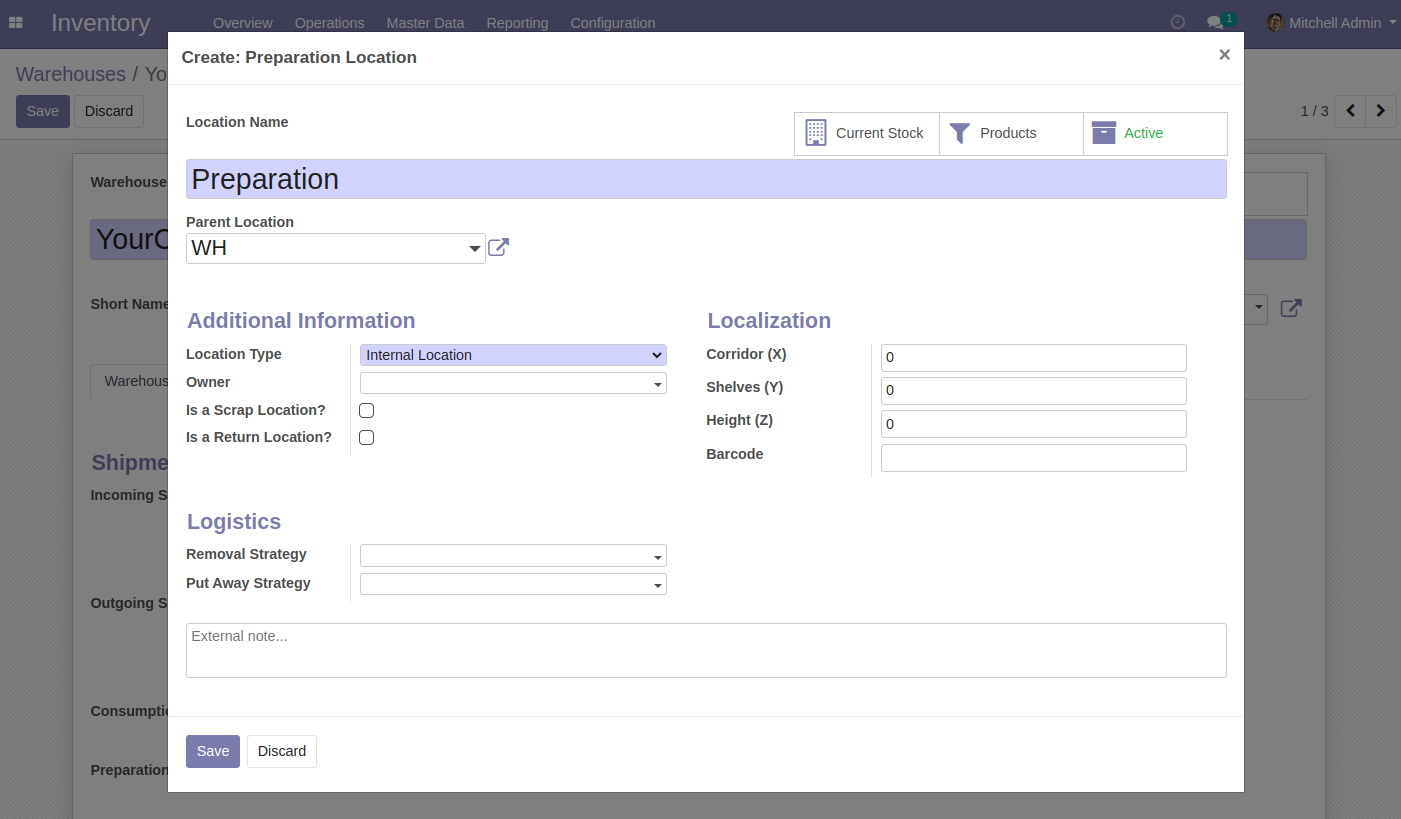 Inventory Overview Operations Master Data Reporting Configuration 1 Mitchell Admin
Warehouses / Yo
Save Discard 1 / 3
Create: Preparation Location ×
Warehouse
YourC
Short Name
Warehous
Shipme
Incoming S
Outgoing S
Consumptio
Preparation
Location Name
Current Stock Products Active
Preparation
Parent Location
WH
Additional Information
Location Type Internal Location
Owner
Is a Scrap Location?
Is a Return Location?
Localization
Corridor (X) 0
Shelves (Y) 0
Height (Z) 0
Barcode
Logistics
Removal Strategy
Put Away Strategy
External note...
Save Discard